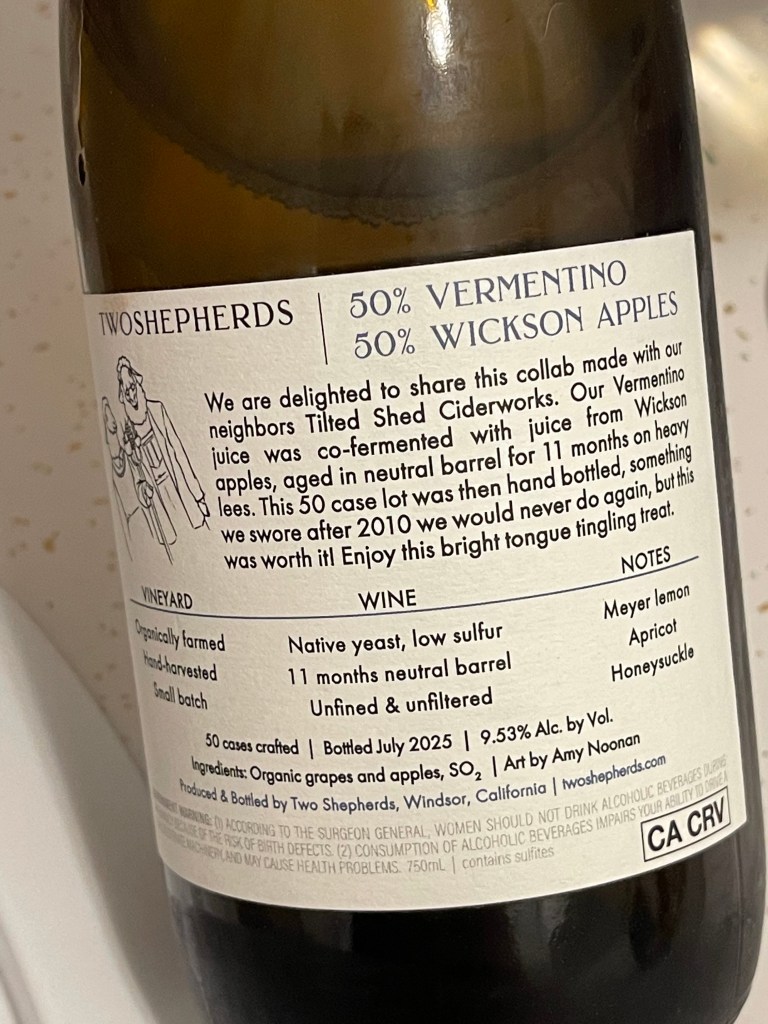 TWOSHEPHERDS
50% VERMENTINO
50% WICKSON APPLES
We are delighted to share this collab made with our
neighbors Tilted Shed Ciderworks. Our Vermentino
juice was co-fermented with juice from Wickson
apples, aged in neutral barrel for 11 months on heavy
lees. This 50 case lot was then hand bottled, something
we swore after 2010 we would never do again, but this
was worth it! Enjoy this bright tongue tingling treat.
VINEYARD
Organically farmed
Hand-harvested
Small batch
WINE
Native yeast, low sulfur
11 months neutral barrel
Unfined & unfiltered
NOTES
Meyer lemon
Apricot
Honeysuckle
50 cases crafted | Bottled July 2025 | 9.53% Alc. by Vol.
Ingredients: Organic grapes and apples, SO₂ | Art by Amy Noonan
Produced & Bottled by Two Shepherds, Windsor, California | twoshepherds.com
WARNING: (1) ACCORDING TO THE SURGEON GENERAL, WOMEN SHOULD NOT DRINK ALCOHOLIC BEVERAGES DURING
BECAUSE OF THE RISK OF BIRTH DEFECTS. (2) CONSUMPTION OF ALCOHOLIC BEVERAGES IMPAIRS YOUR ABILITY TO DRIVE A
MACHINERY, AND MAY CAUSE HEALTH PROBLEMS. 750mL | contains sulfites
CA CRV